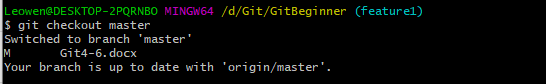 Leowen@DESKTOP-2PQRNBO MINGW64 /d/Git/GitBeginner (feature1)
$ git checkout master
Switched to branch 'master'
M       Git4-6.docx
Your branch is up to date with 'origin/master'.